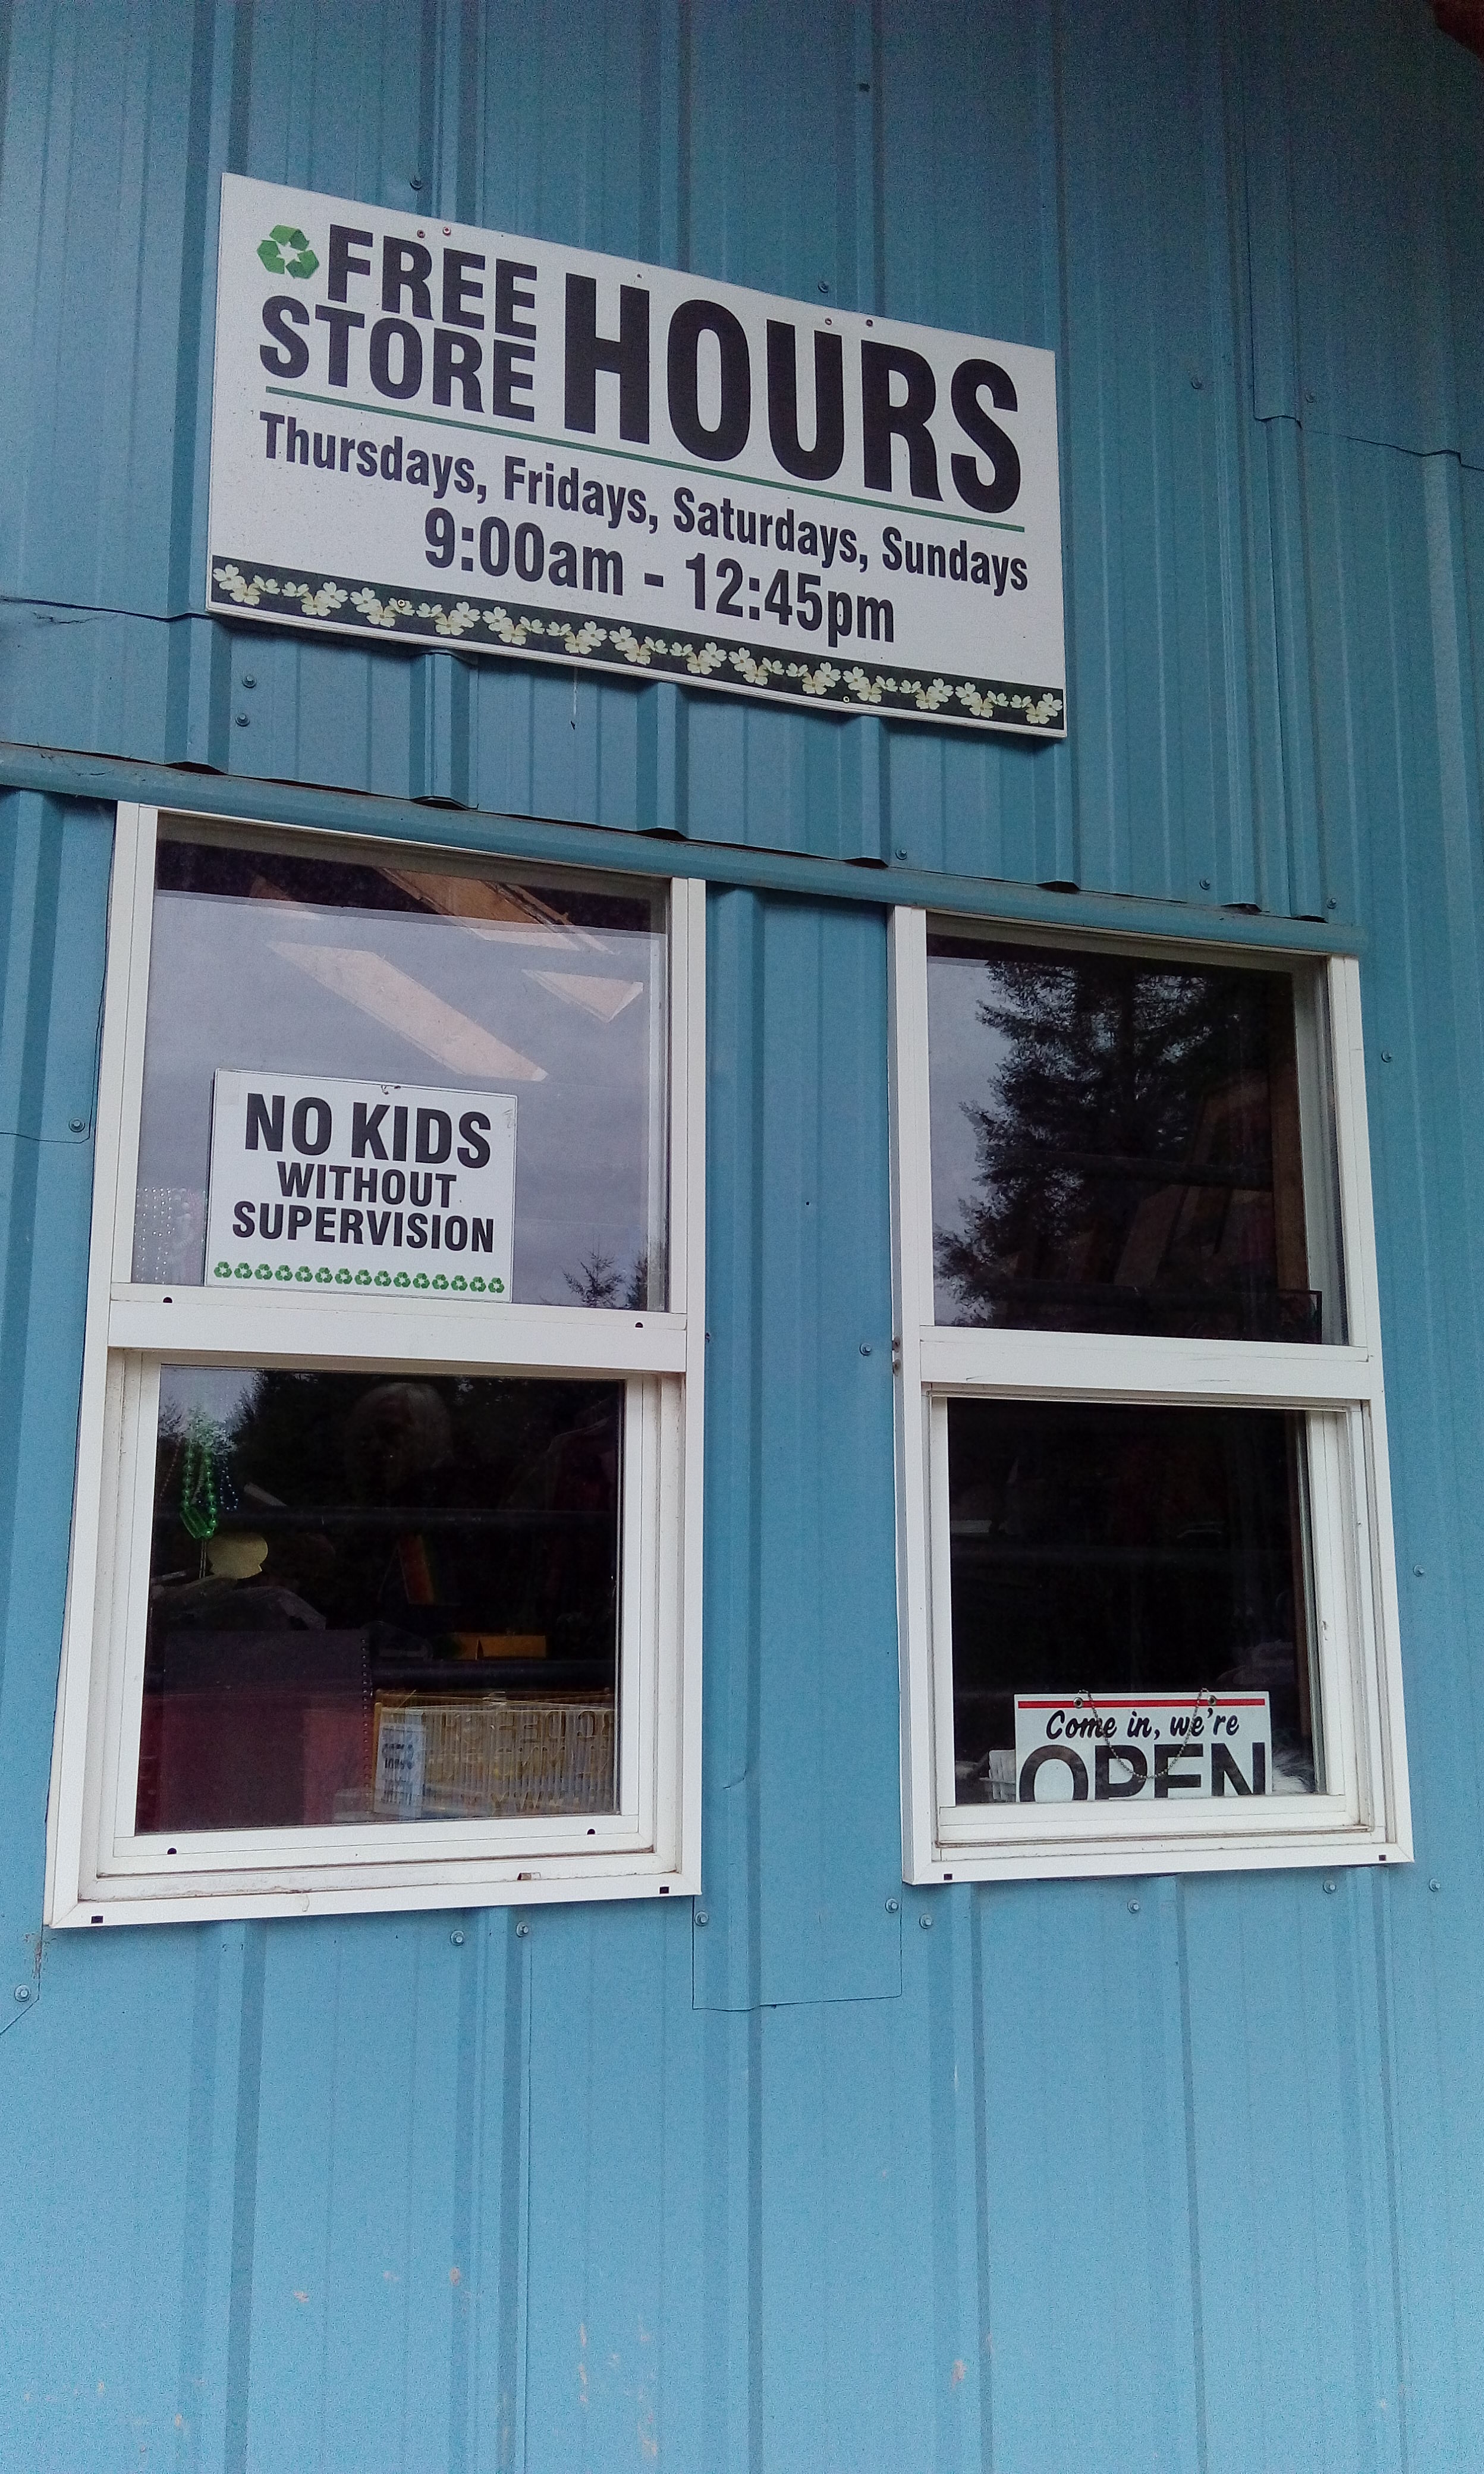 FREE
STORE HOURS
Thursdays, Fridays, Saturdays, Sundays
9:00am - 12:45pm
NO KIDS
WITHOUT
SUPERVISION
Come in, we're
OPEN